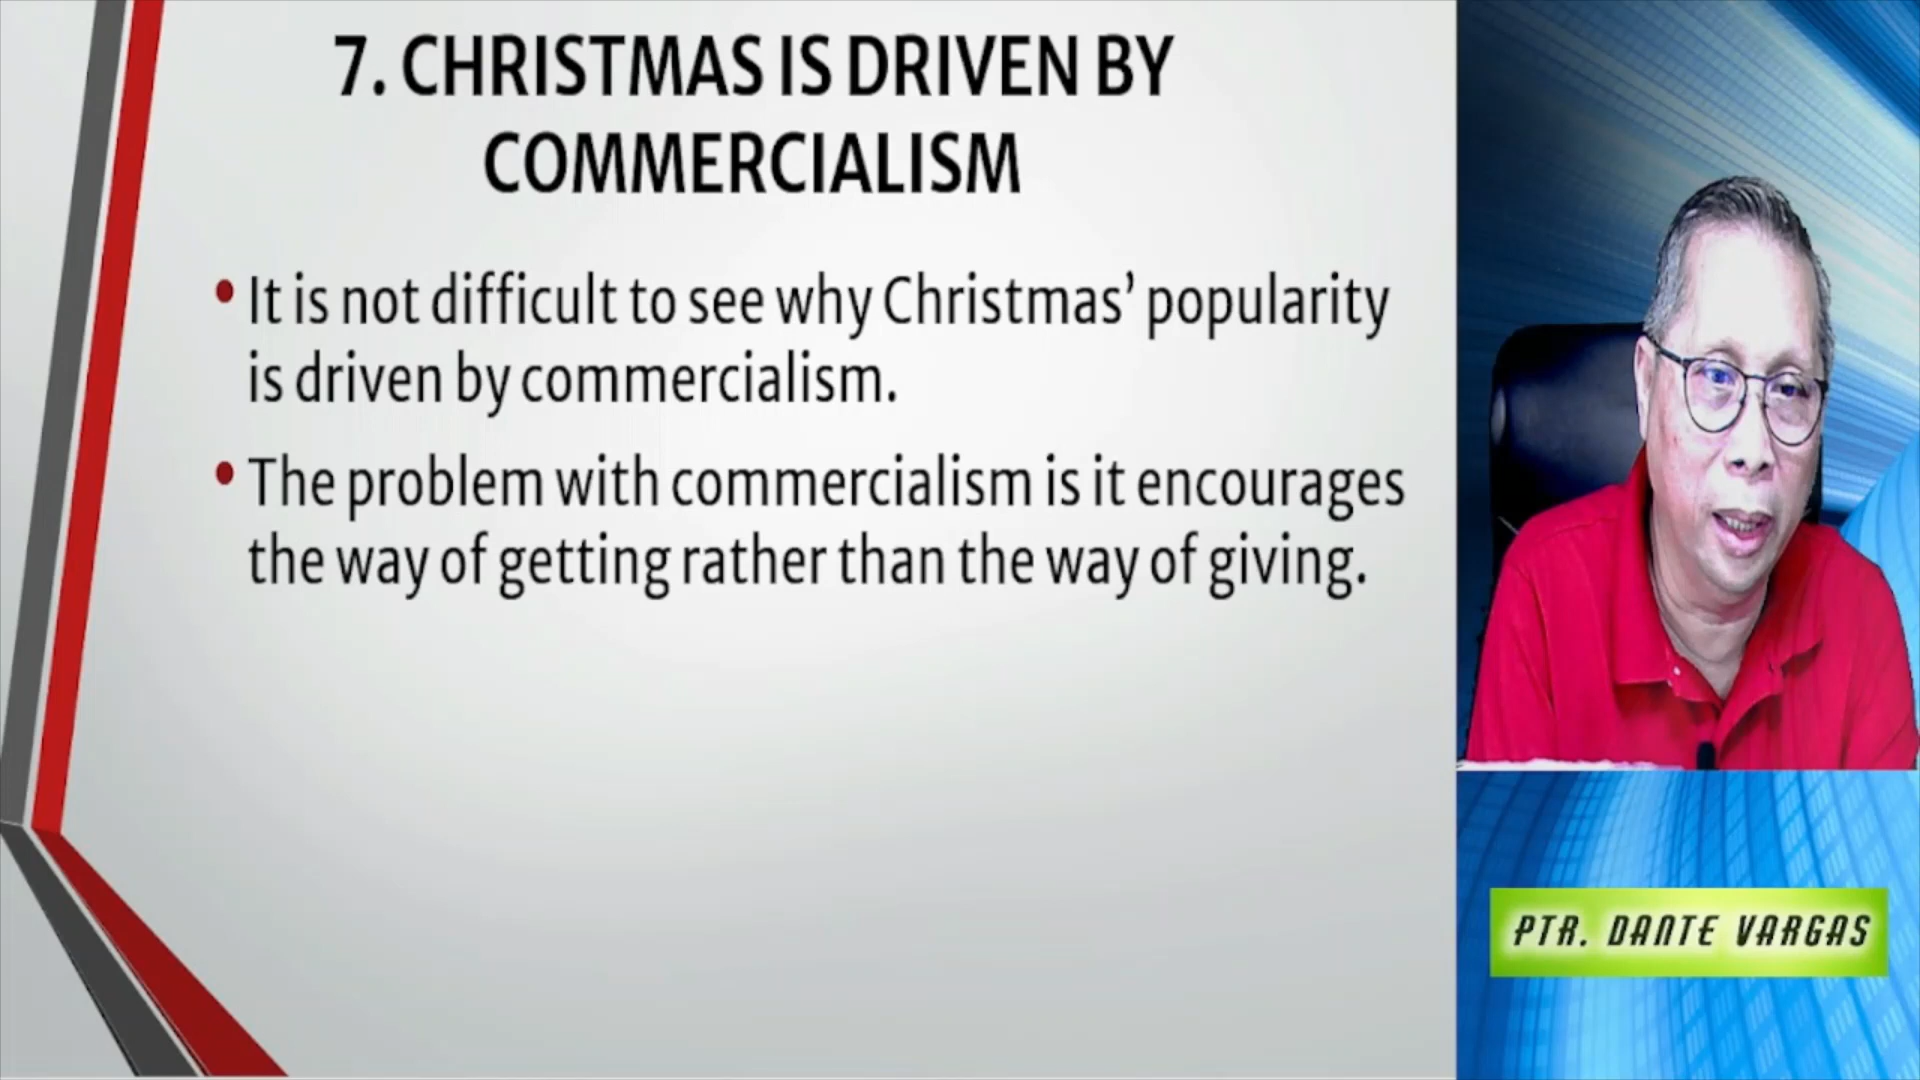 7. CHRISTMAS IS DRIVEN BY
COMMERCIALISM
• It is not difficult to see why Christmas’ popularity
is driven by commercialism.
• The problem with commercialism is it encourages
the way of getting rather than the way of giving.
PTR. DANTE VARGAS